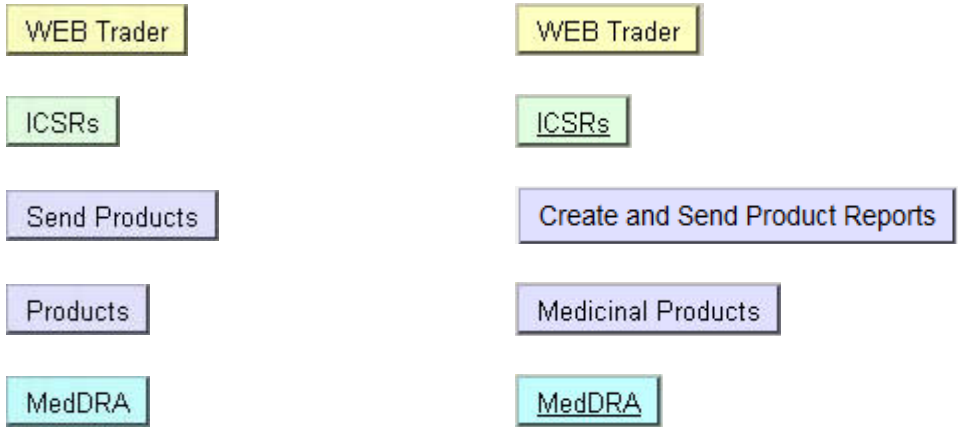 WEB Trader
WEB Trader
ICSRs
ICSRs
Send Products
Create and Send Product Reports
Products
Medicinal Products
MedDRA
MedDRA